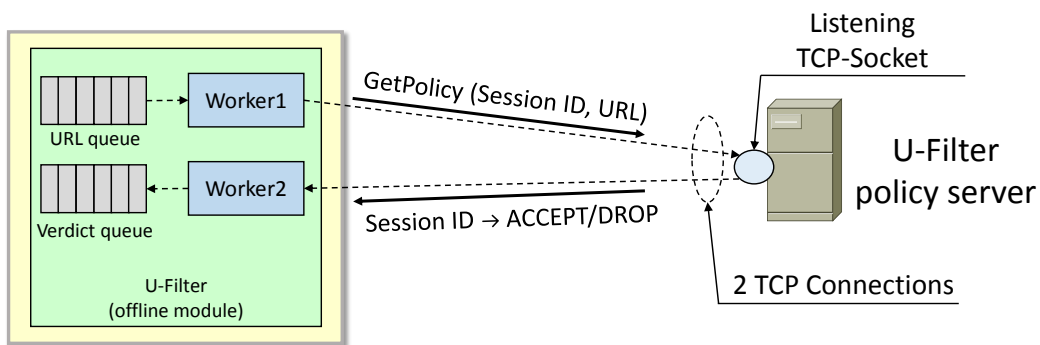 URL queue
Worker1
Verdict queue
Worker2
U-Filter
(offline module)
GetPolicy (Session ID, URL)
Session ID → ACCEPT/DROP
Listening
TCP-Socket
U-Filter
policy server
2 TCP Connections